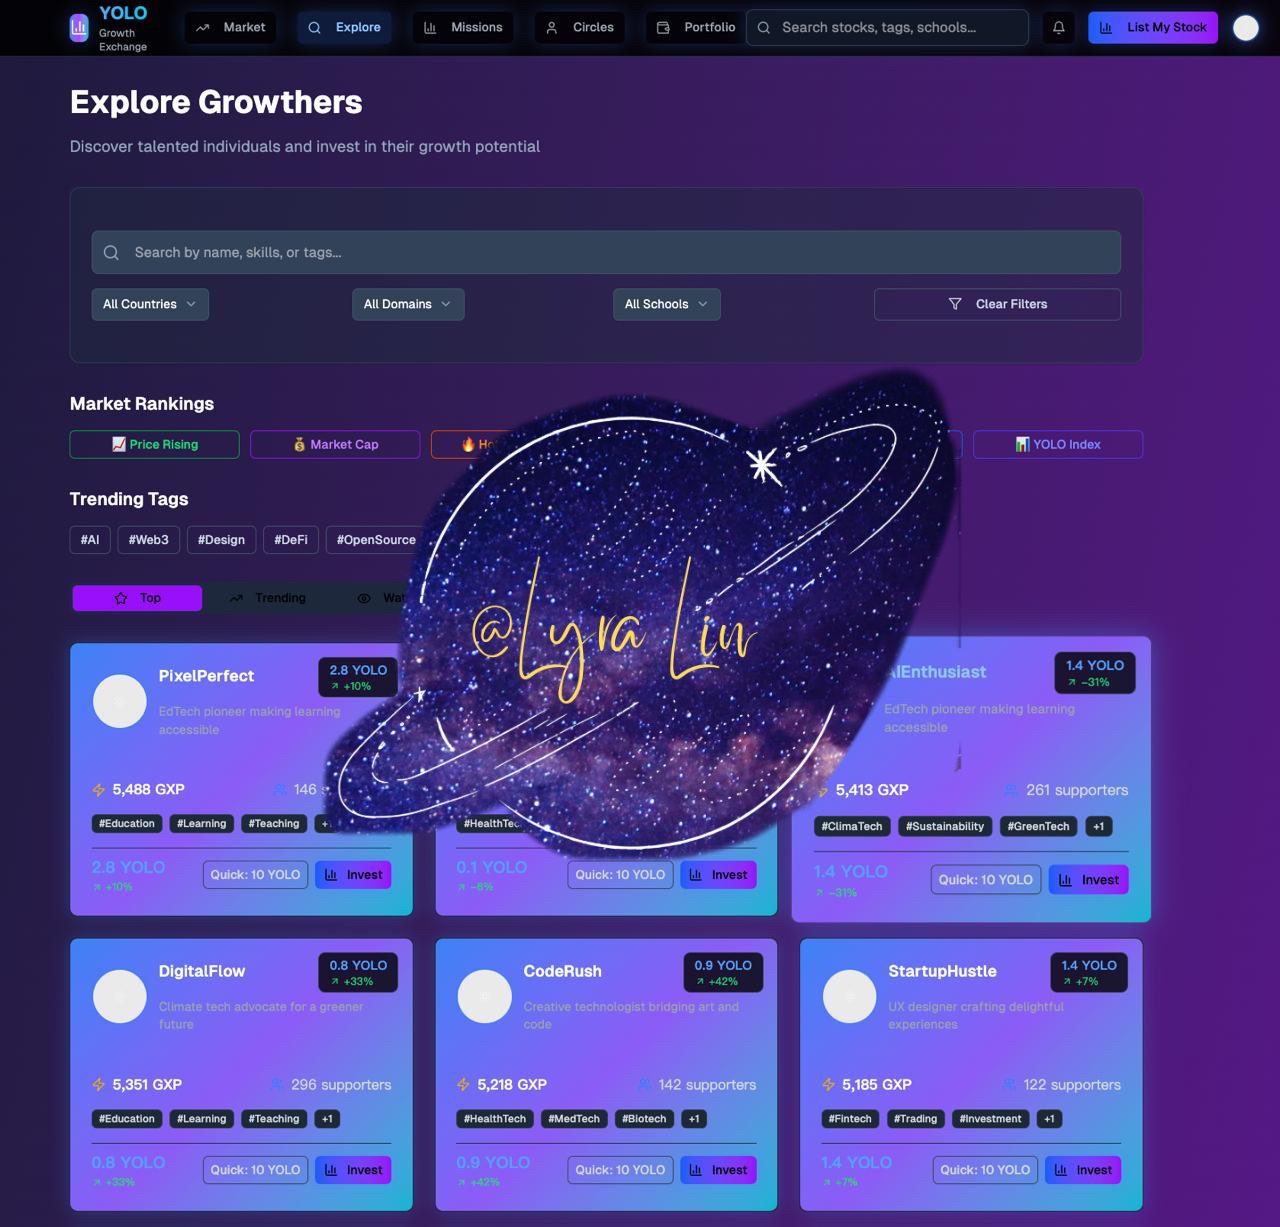 YOLO
Growth
Exchange
Market
Explore
Missions
Circles
Portfolio
Search stocks, tags, schools...
List My Stock
Explore Growthers
Discover talented individuals and invest in their growth potential
Search by name, skills, or tags...
All Countries
All Domains
All Schools
Clear Filters
Market Rankings
📈 Price Rising
💰 Market Cap
🔥
📊 YOLO Index
Trending Tags
#AI
#Web3
#Design
#DeFi
#OpenSource
Top
Trending
@Lyra Lin
PixelPerfect
2.8 YOLO
+10%
EdTech pioneer making learning
accessible
5,488 GXP
146
#Education
#Learning
#Teaching
2.8 YOLO
+10%
Quick: 10 YOLO
Invest
0.1 YOLO
-6%
Quick: 10 YOLO
Invest
AIEnthusiast
1.4 YOLO
-31%
EdTech pioneer making learning
accessible
5,413 GXP
261 supporters
#ClimaTech
#Sustainability
#GreenTech
+1
1.4 YOLO
-31%
Quick: 10 YOLO
Invest
DigitalFlow
0.8 YOLO
+33%
Climate tech advocate for a greener
future
5,351 GXP
296 supporters
#Education
#Learning
#Teaching
+1
0.8 YOLO
+33%
Quick: 10 YOLO
Invest
CodeRush
0.9 YOLO
+42%
Creative technologist bridging art and
code
5,218 GXP
142 supporters
#HealthTech
#MedTech
#Biotech
+1
0.9 YOLO
+42%
Quick: 10 YOLO
Invest
StartupHustle
1.4 YOLO
+7%
UX designer crafting delightful
experiences
5,185 GXP
122 supporters
#Fintech
#Trading
#Investment
+1
1.4 YOLO
+7%
Quick: 10 YOLO
Invest